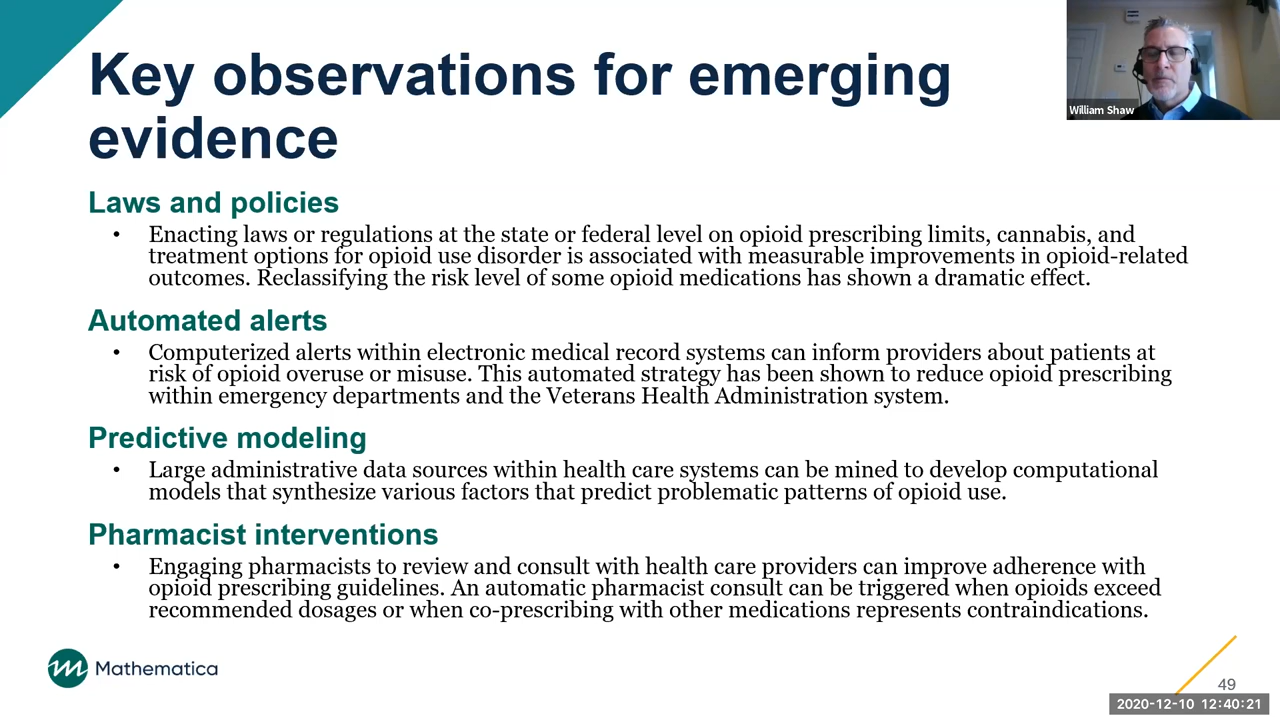 Key observations for emerging
evidence
William Shaw
Laws and policies
• Enacting laws or regulations at the state or federal level on opioid prescribing limits, cannabis, and
treatment options for opioid use disorder is associated with measurable improvements in opioid-related
outcomes. Reclassifying the risk level of some opioid medications has shown a dramatic effect.
Automated alerts
• Computerized alerts within electronic medical record systems can inform providers about patients at
risk of opioid overuse or misuse. This automated strategy has been shown to reduce opioid prescribing
within emergency departments and the Veterans Health Administration system.
Predictive modeling
• Large administrative data sources within health care systems can be mined to develop computational
models that synthesize various factors that predict problematic patterns of opioid use.
Pharmacist interventions
• Engaging pharmacists to review and consult with health care providers can improve adherence with
opioid prescribing guidelines. An automatic pharmacist consult can be triggered when opioids exceed
recommended dosages or when co-prescribing with other medications represents contraindications.
Mathematica
49
2020-12-10 12:40:21